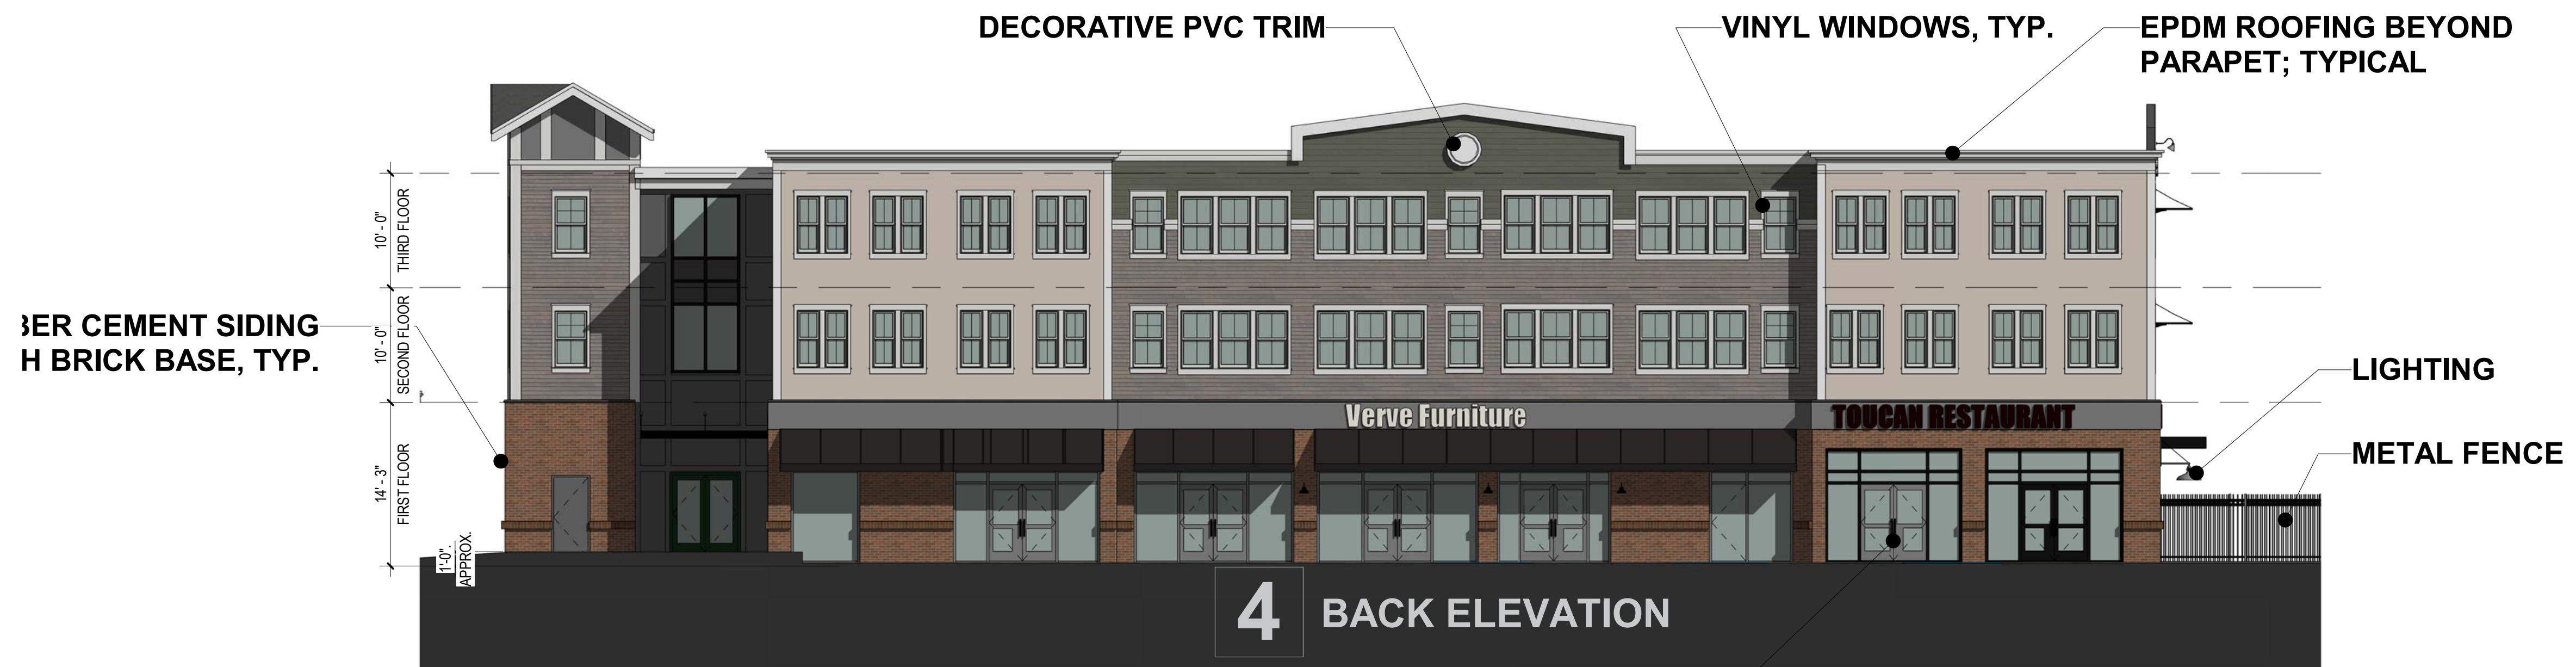 DECORATIVE PVC TRIM
VINYL WINDOWS, TYP.
EPDM ROOFING BEYOND
PARAPET; TYPICAL
10' - 0"
THIRD FLOOR
10' - 0"
SECOND FLOOR
14' - 3"
FIRST FLOOR
1'-0".
APPROX.
BER CEMENT SIDING
H BRICK BASE, TYP.
Verve Furniture
TOUCAN RESTAURANT
LIGHTING
METAL FENCE
4 BACK ELEVATION